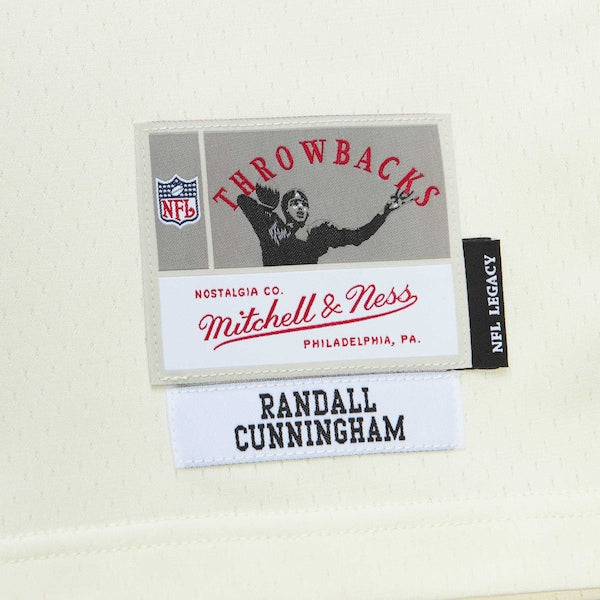 THROWBACKS
NFL
NOSTALGIA CO.
Mitchell & Ness
PHILADELPHIA, PA.
NFL LEGACY
RANDALL
CUNNINGHAM